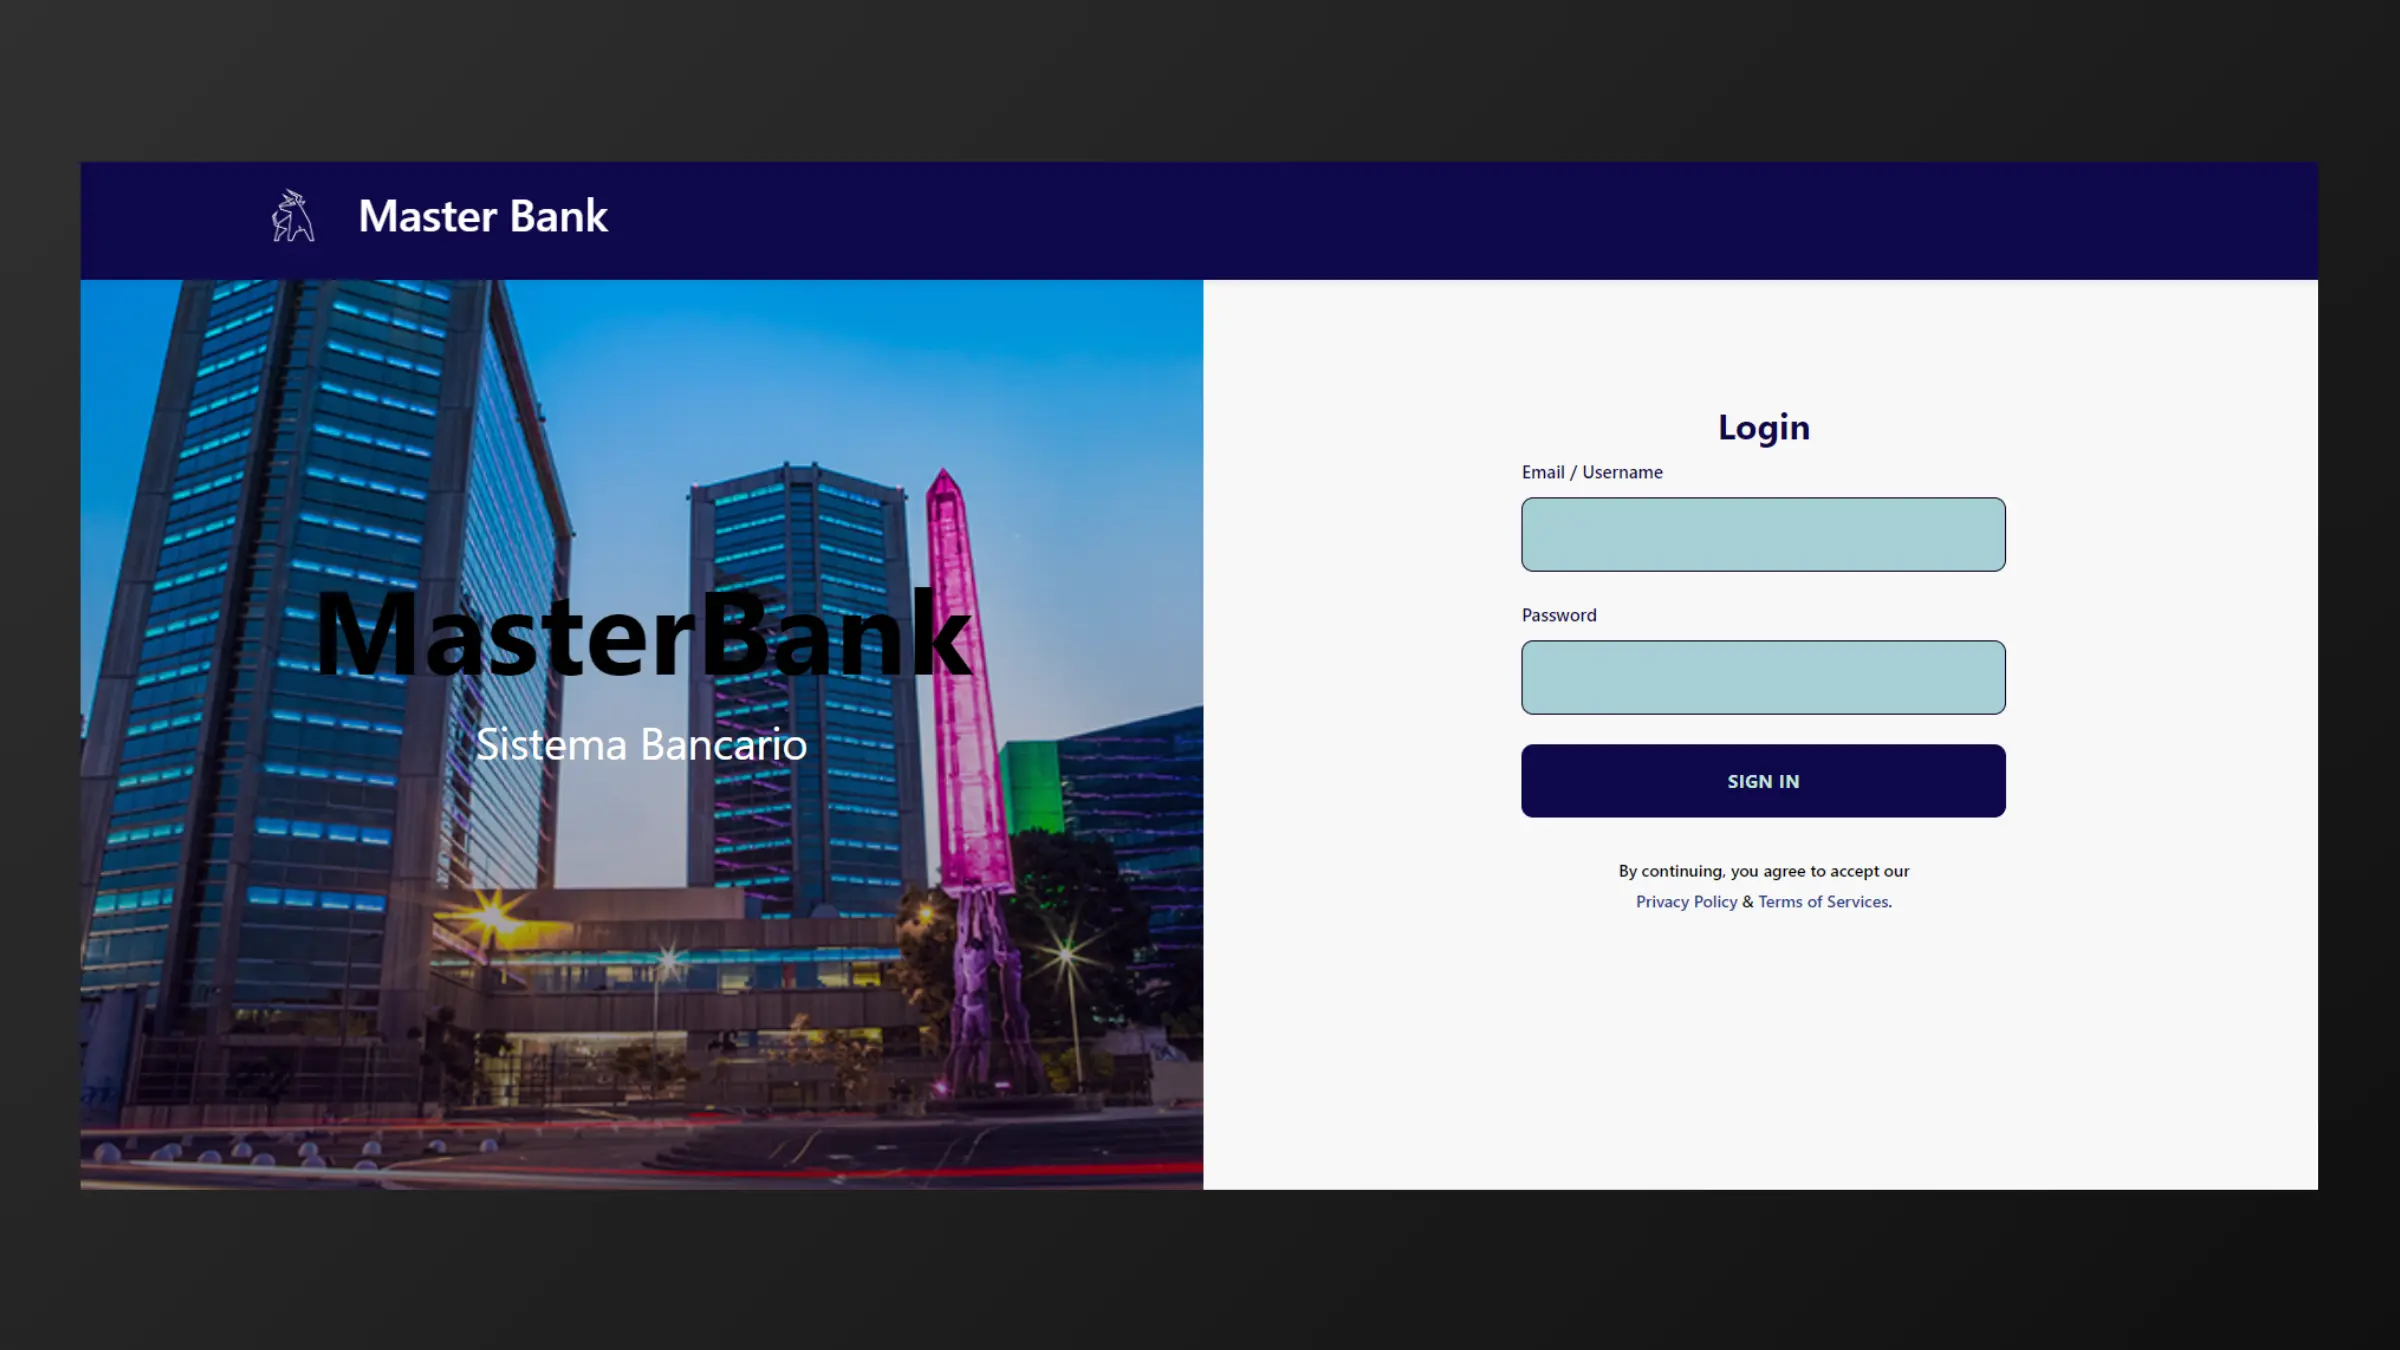 Master Bank
MasterBank
Sistema Bancario
Login
Email / Username
Password
SIGN IN
By continuing, you agree to accept our
Privacy Policy & Terms of Services.